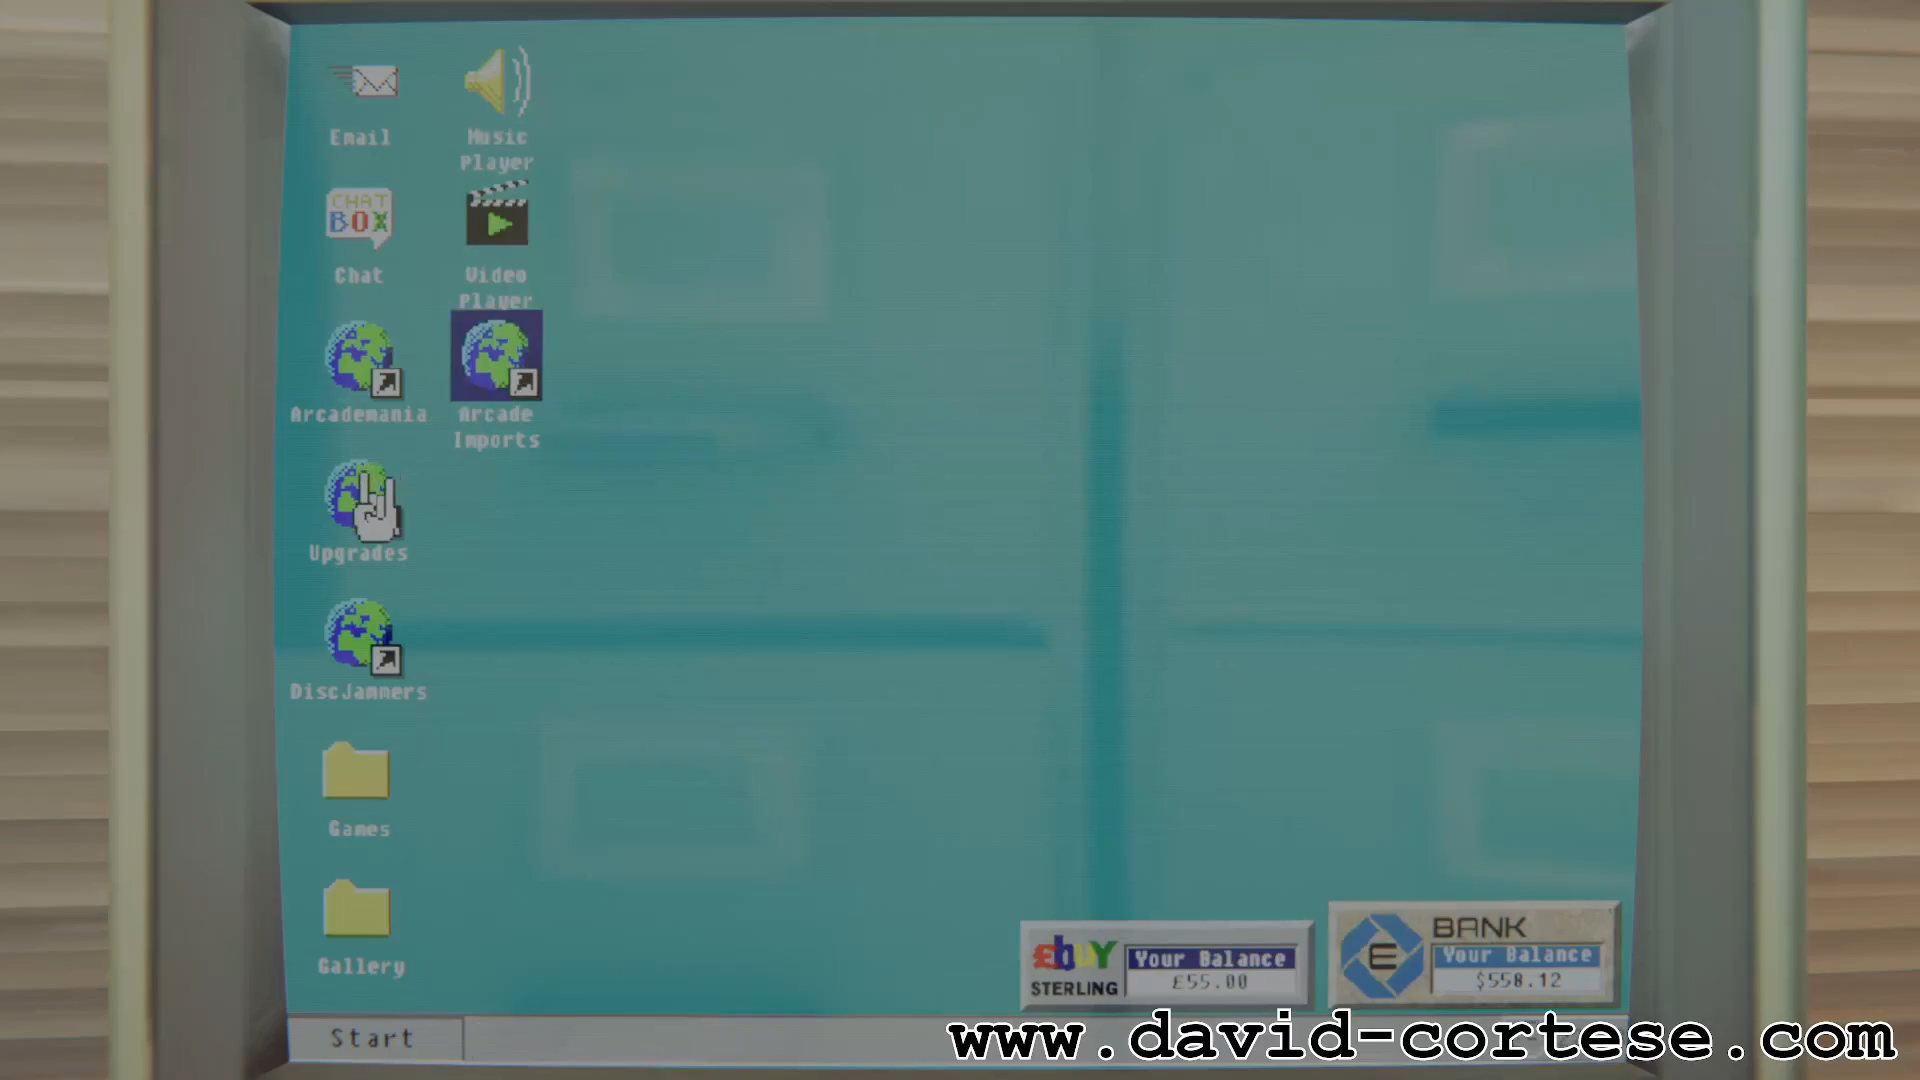 Email
Music
Player
CHAT
BOX
Chat
Video
Player
Arcademania
Arcade
Imports
Upgrades
DiscJammers
Games
Gallery
ebuy
STERLING
Your Balance
£55.00
E
BANK
Your Balance
$558.12
Start
www.david-cortese.com